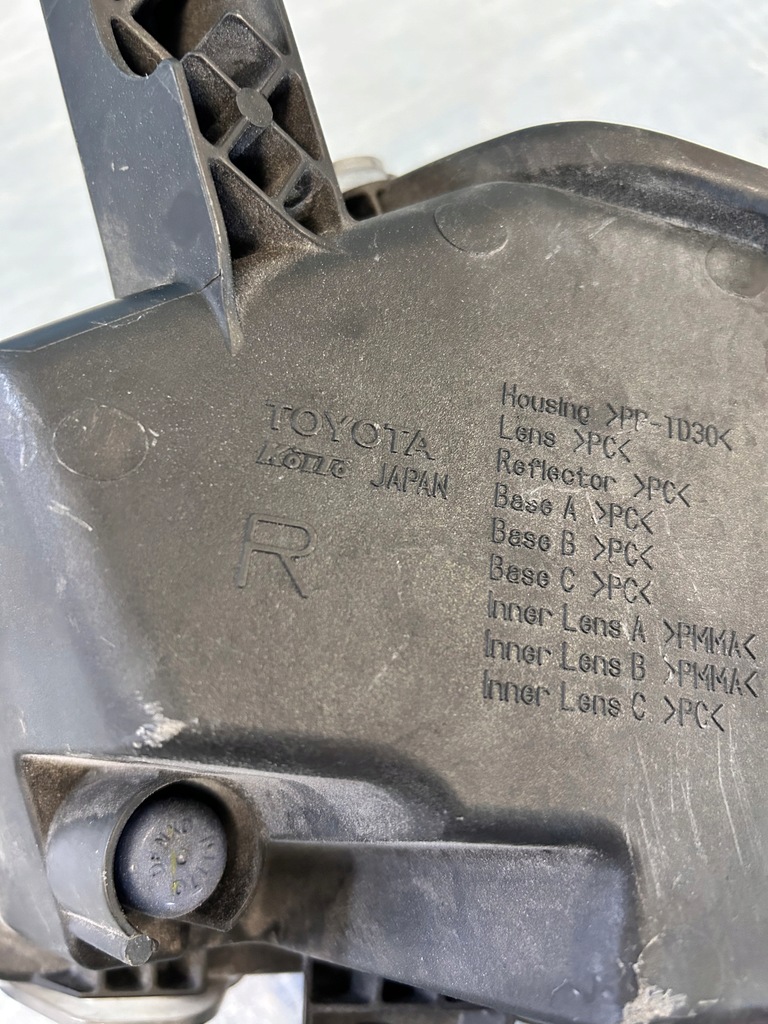 TOYOTA
KOITO JAPAN
R
Housing >PP-TD30<
Lens >PC<
Reflector >PC<
Base A >PC<
Base B >PC<
Base C >PC<
Inner Lens A >PMMA<
Inner Lens B >PMMA<
Inner Lens C >PC<